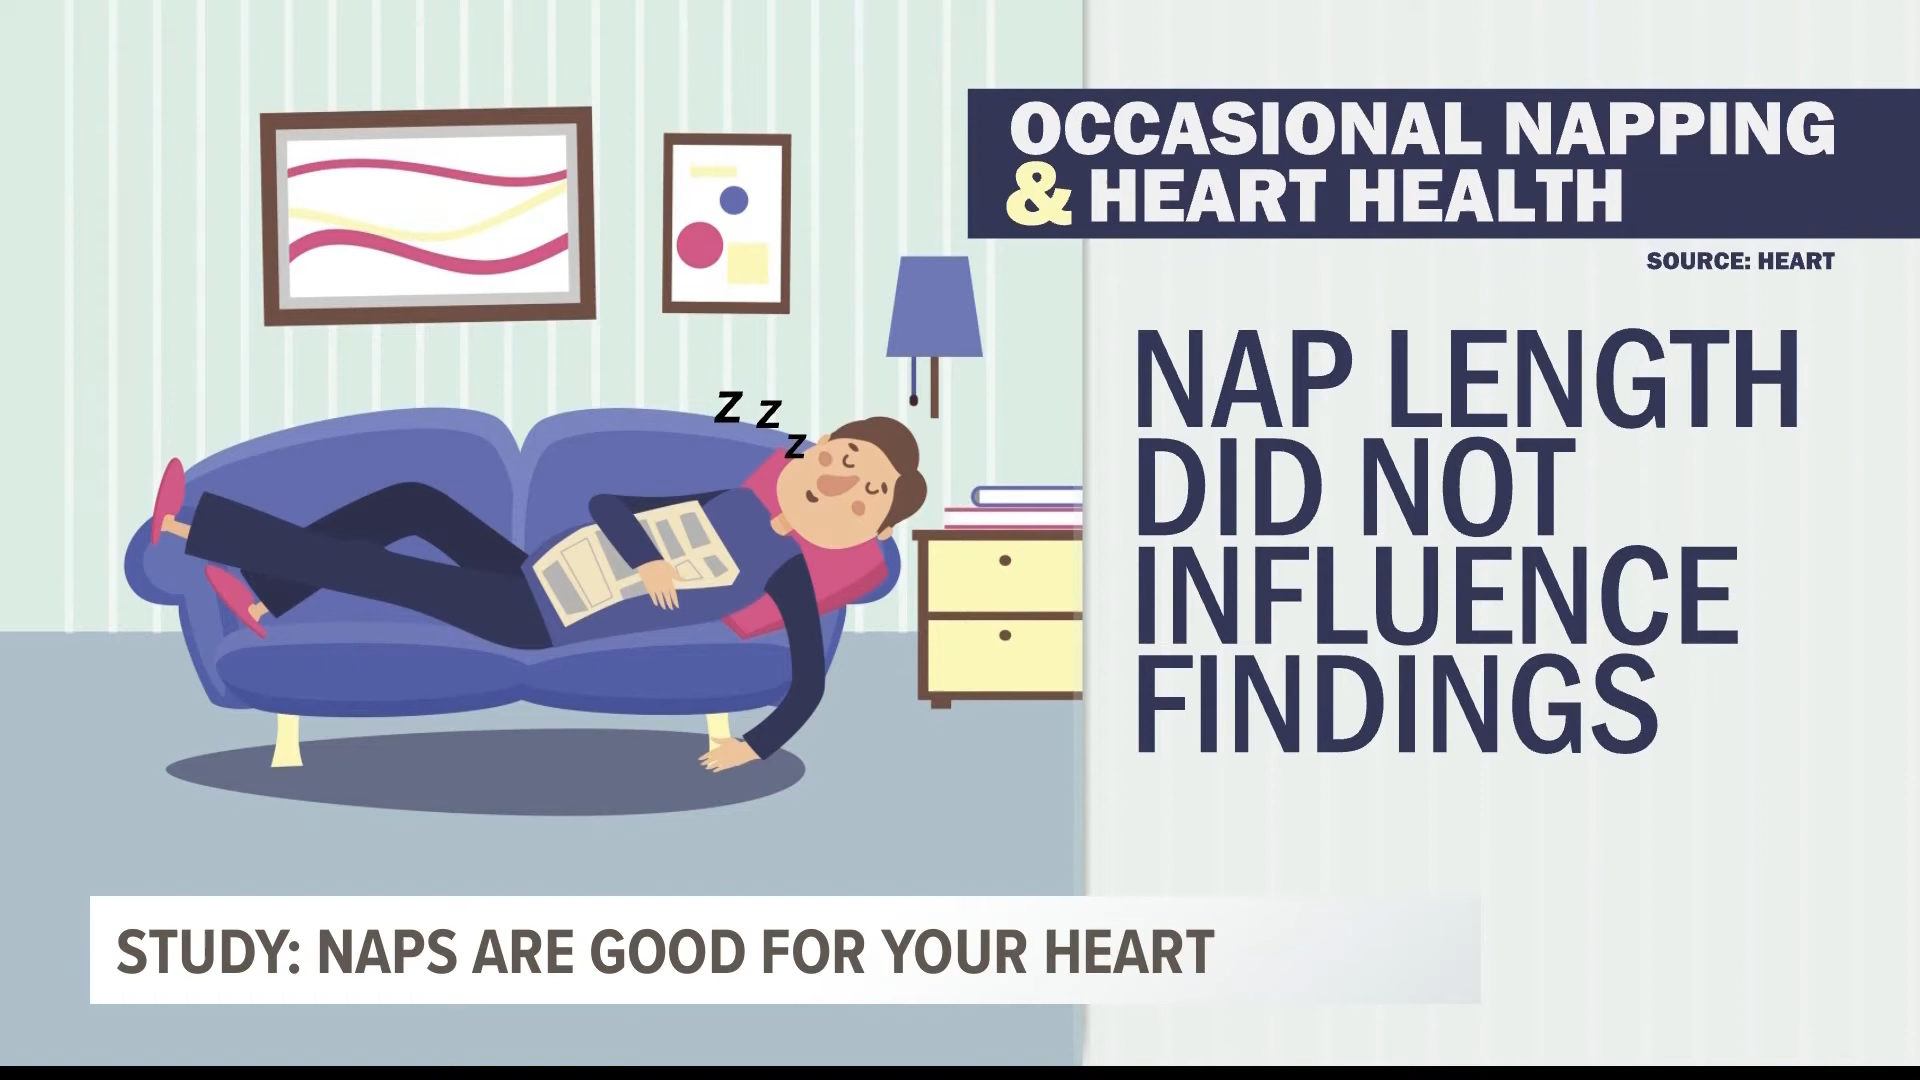 OCCASIONAL NAPPING
& HEART HEALTH
SOURCE: HEART
NAP LENGTH
DID NOT
INFLUENCE
FINDINGS
z z
z
STUDY: NAPS ARE GOOD FOR YOUR HEART